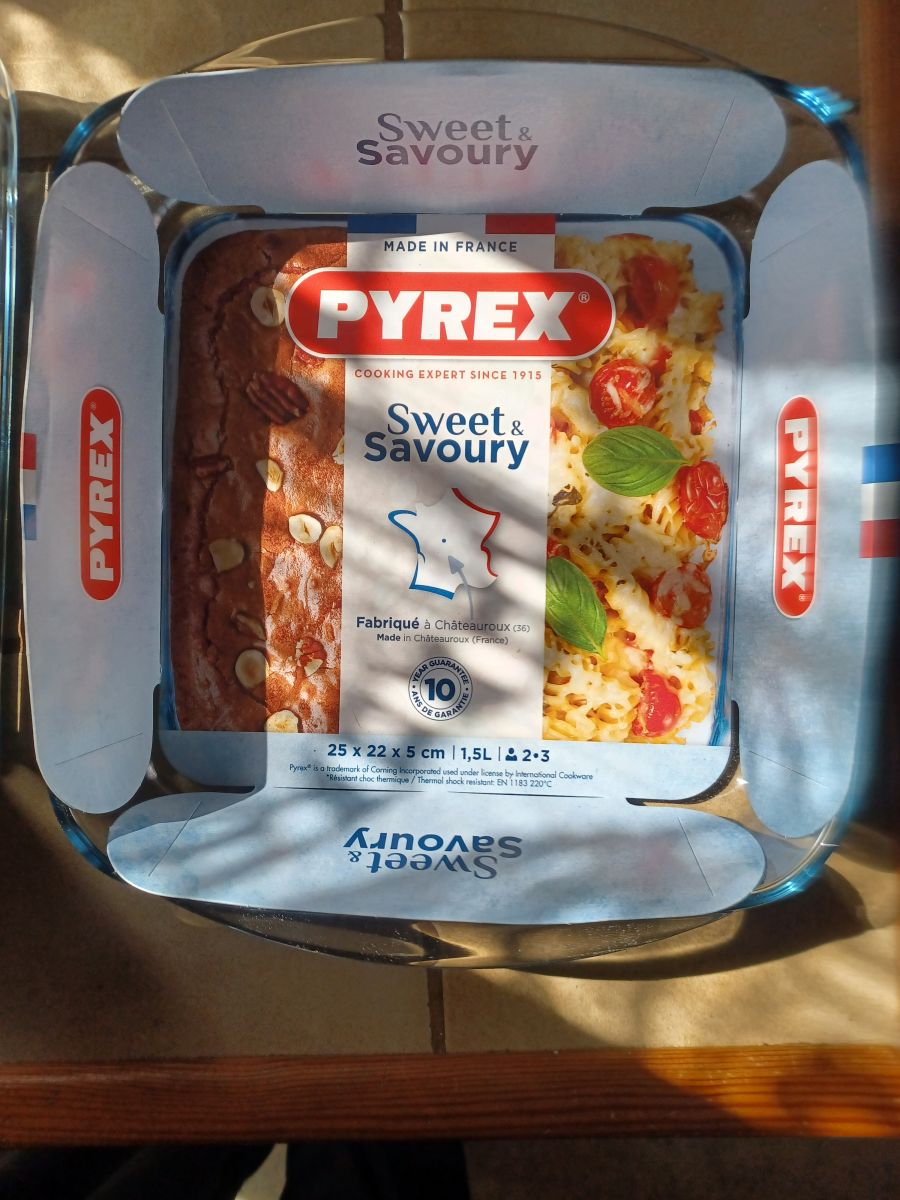 Sweet &
Savoury
MADE IN FRANCE
PYREX®
COOKING EXPERT SINCE 1915
Sweet &
Savoury
PYREX®
PYREX®
Fabriqué à Châteauroux (36)
Made in Châteauroux (France)
YEAR GUARANTEE
10
ANS DE GARANTIE
25 x 22 x 5 cm | 1,5L | 2•3
Pyrex® is a trademark of Corning Incorporated used under license by International Cookware
*Résistant choc thermique / Thermal shock resistant: EN 1183 220°C
Sweet &
Savoury